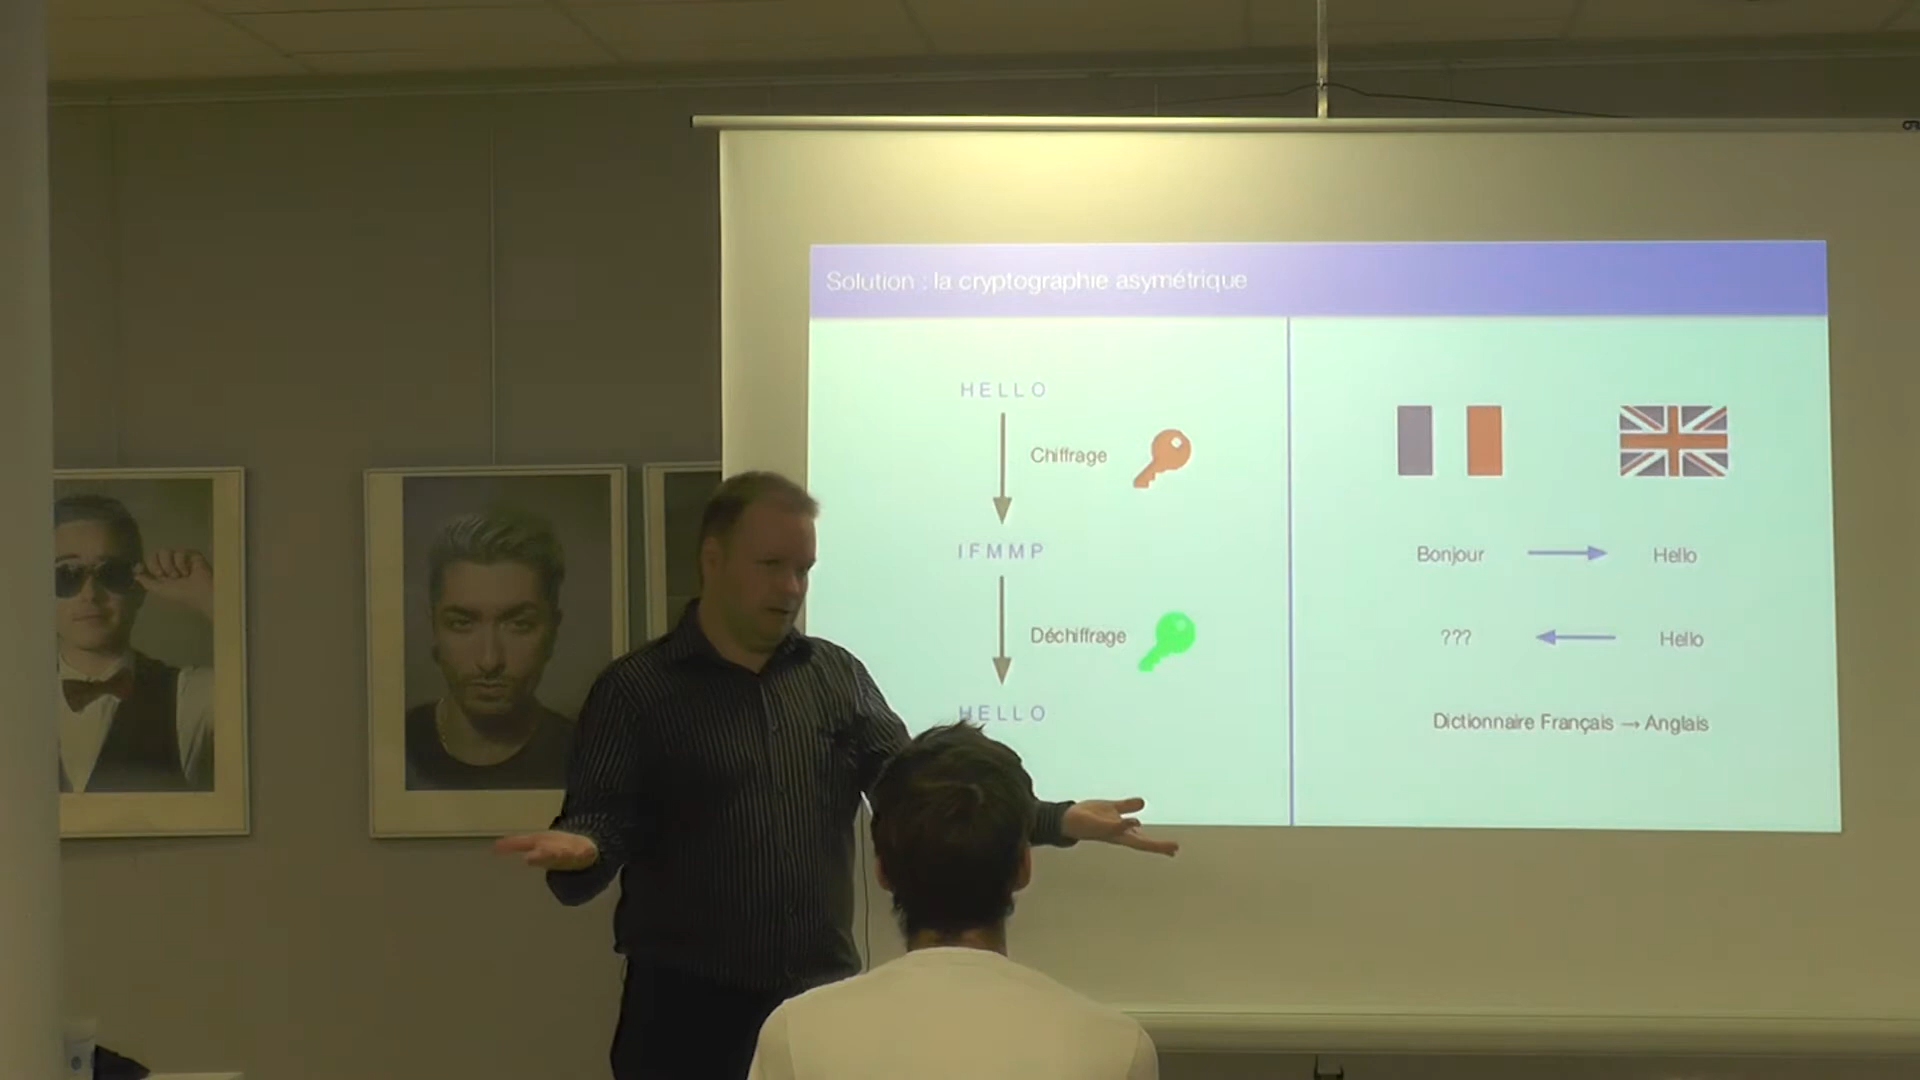 Solution : la cryptographie asymétrique
HELLO
Chiffrage
IFMMP
Déchiffrage
HELLO
Bonjour → Hello
??? ← Hello
Dictionnaire Français → Anglais